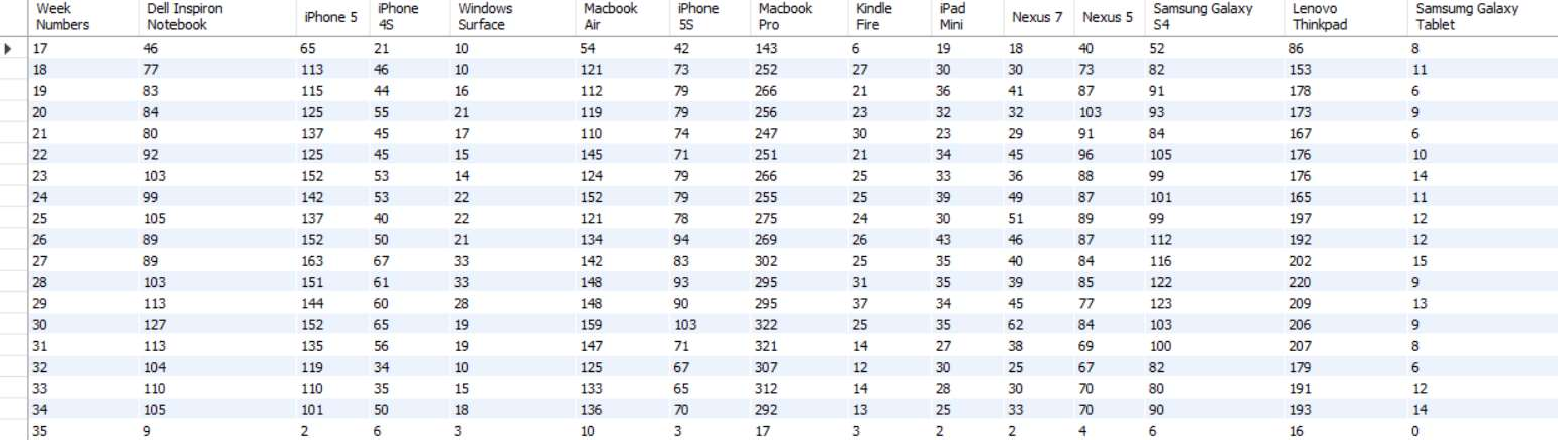 Week Numbers Dell Inspiron Notebook iPhone 5 iPhone 4S Windows Surface Macbook Air iPhone 5S Macbook Pro Kindle Fire iPad Mini Nexus 7 Nexus 5 Samsung Galaxy S4 Lenovo Thinkpad Samsumg Galaxy Tablet
17 46 65 21 10 54 42 143 6 19 18 40 52 86 8
18 77 113 46 10 121 73 252 27 30 30 73 82 153 11
19 83 115 44 16 112 79 266 21 36 41 87 91 178 6
20 84 125 55 21 119 79 256 23 32 32 103 93 173 9
21 80 137 45 17 110 74 247 30 23 29 91 84 167 6
22 92 125 45 15 145 71 251 21 34 45 96 105 176 10
23 103 152 53 14 124 79 266 25 33 36 88 99 176 14
24 99 142 53 22 152 79 255 25 39 49 87 101 165 11
25 105 137 40 22 121 78 275 24 30 51 89 99 197 12
26 89 152 50 21 134 94 269 26 43 46 87 112 192 12
27 89 163 67 33 142 83 302 25 35 40 84 116 202 15
28 103 151 61 33 148 93 295 31 35 39 85 122 220 9
29 113 144 60 28 148 90 295 37 34 45 77 123 209 13
30 127 152 65 19 159 103 322 25 35 62 84 103 206 9
31 113 135 56 19 147 71 321 14 27 38 69 100 207 8
32 104 119 34 10 125 67 307 12 30 25 67 82 179 6
33 110 110 35 15 133 65 312 14 28 30 70 80 191 12
34 105 101 50 18 136 70 292 13 25 33 70 90 193 14
35 9 2 6 3 10 3 17 3 2 2 4 6 16 0